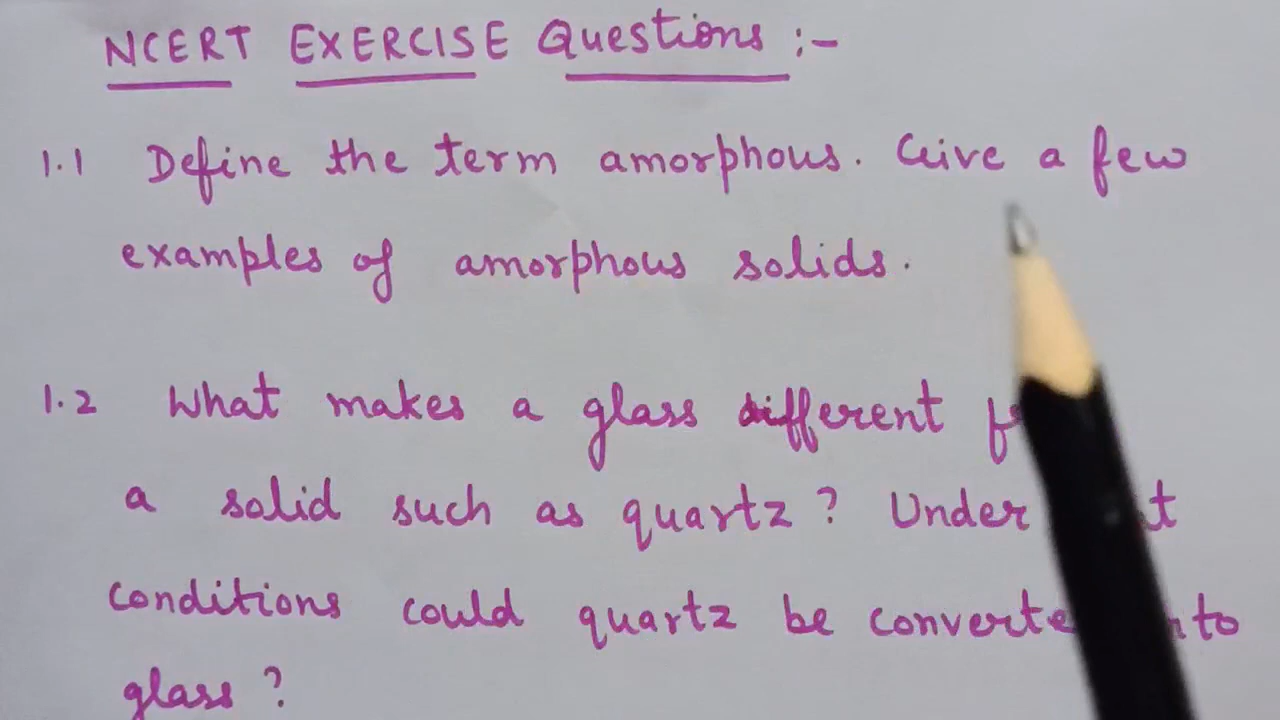 NCERT EXERCISE Questions :-
1.1 Define the term amorphous. Give a few
examples of amorphous solids.
1.2 What makes a glass different
a solid such as quartz ? Under
conditions could quartz be
glass ?